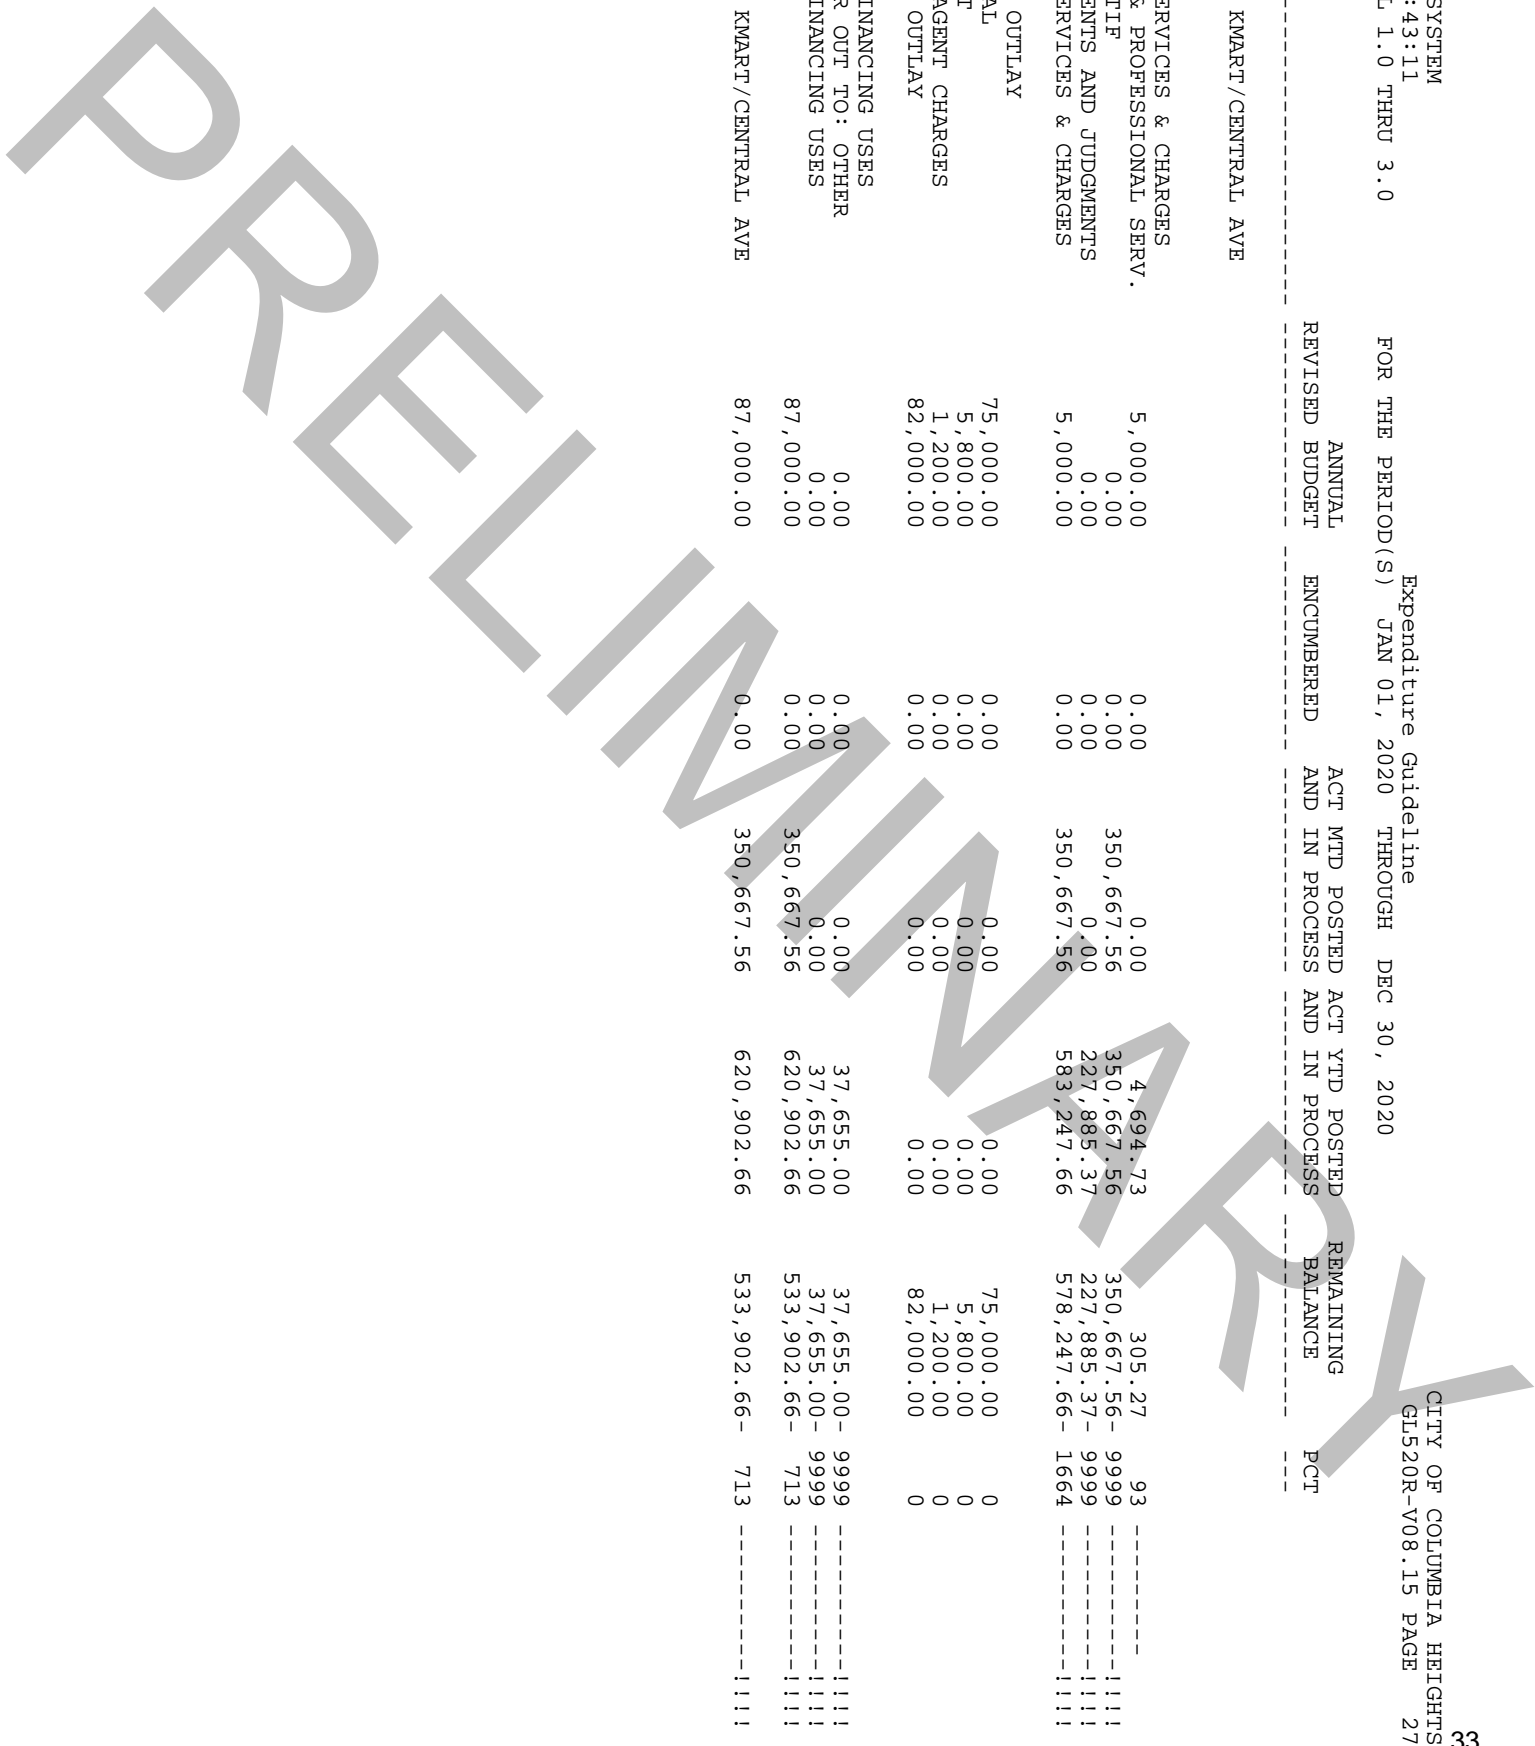 SYSTEM Expenditure Guideline CITY OF COLUMBIA HEIGHTS
:43:11 GL520R-V08.15 PAGE 27
L 1.0 THRU 3.0 FOR THE PERIOD(S) JAN 01, 2020 THROUGH DEC 30, 2020
ANNUAL ACT MTD POSTED ACT YTD POSTED REMAINING
REVISED BUDGET ENCUMBERED AND IN PROCESS AND IN PROCESS BALANCE PCT
KMART/CENTRAL AVE
ERVICES & CHARGES
& PROFESSIONAL SERV. 5,000.00 0.00 0.00 4,694.73 305.27 93 ----------
TIF 0.00 0.00 350,667.56 350,667.56 350,667.56- 9999 ----------!!!!
ENTS AND JUDGMENTS 0.00 0.00 0.00 227,885.37 227,885.37- 9999 ----------!!!!
ERVICES & CHARGES 5,000.00 0.00 350,667.56 583,247.66 578,247.66- 1664 ----------!!!!
OUTLAY
AL 75,000.00 0.00 0.00 0.00 75,000.00 0
T 5,800.00 0.00 0.00 0.00 5,800.00 0
AGENT CHARGES 1,200.00 0.00 0.00 0.00 1,200.00 0
OUTLAY 82,000.00 0.00 0.00 0.00 82,000.00 0
INANCING USES
R OUT TO: OTHER 0.00 0.00 0.00 37,655.00 37,655.00- 9999 ----------!!!!
INANCING USES 0.00 0.00 0.00 37,655.00 37,655.00- 9999 ----------!!!!
87,000.00 0.00 350,667.56 620,902.66 533,902.66- 713 ----------!!!!
KMART/CENTRAL AVE 87,000.00 0.00 350,667.56 620,902.66 533,902.66- 713 ----------!!!!
PRELIMINARY
33